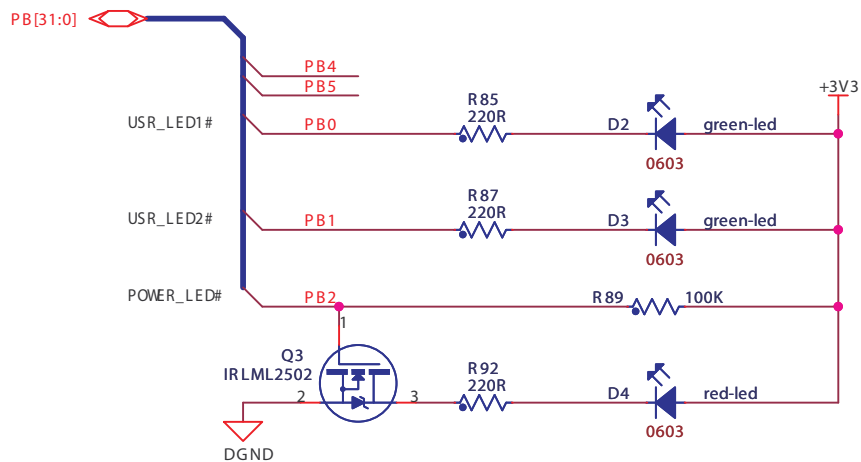 PB[31:0]
PB4
PB5
+3V3
R85
220R
USR_LED1#
PB0
D2
green-led
0603
R87
220R
USR_LED2#
PB1
D3
green-led
0603
POWER_LED#
PB2
R89
100K
1
Q3
IRLML2502
2
3
R92
220R
D4
red-led
0603
DGND